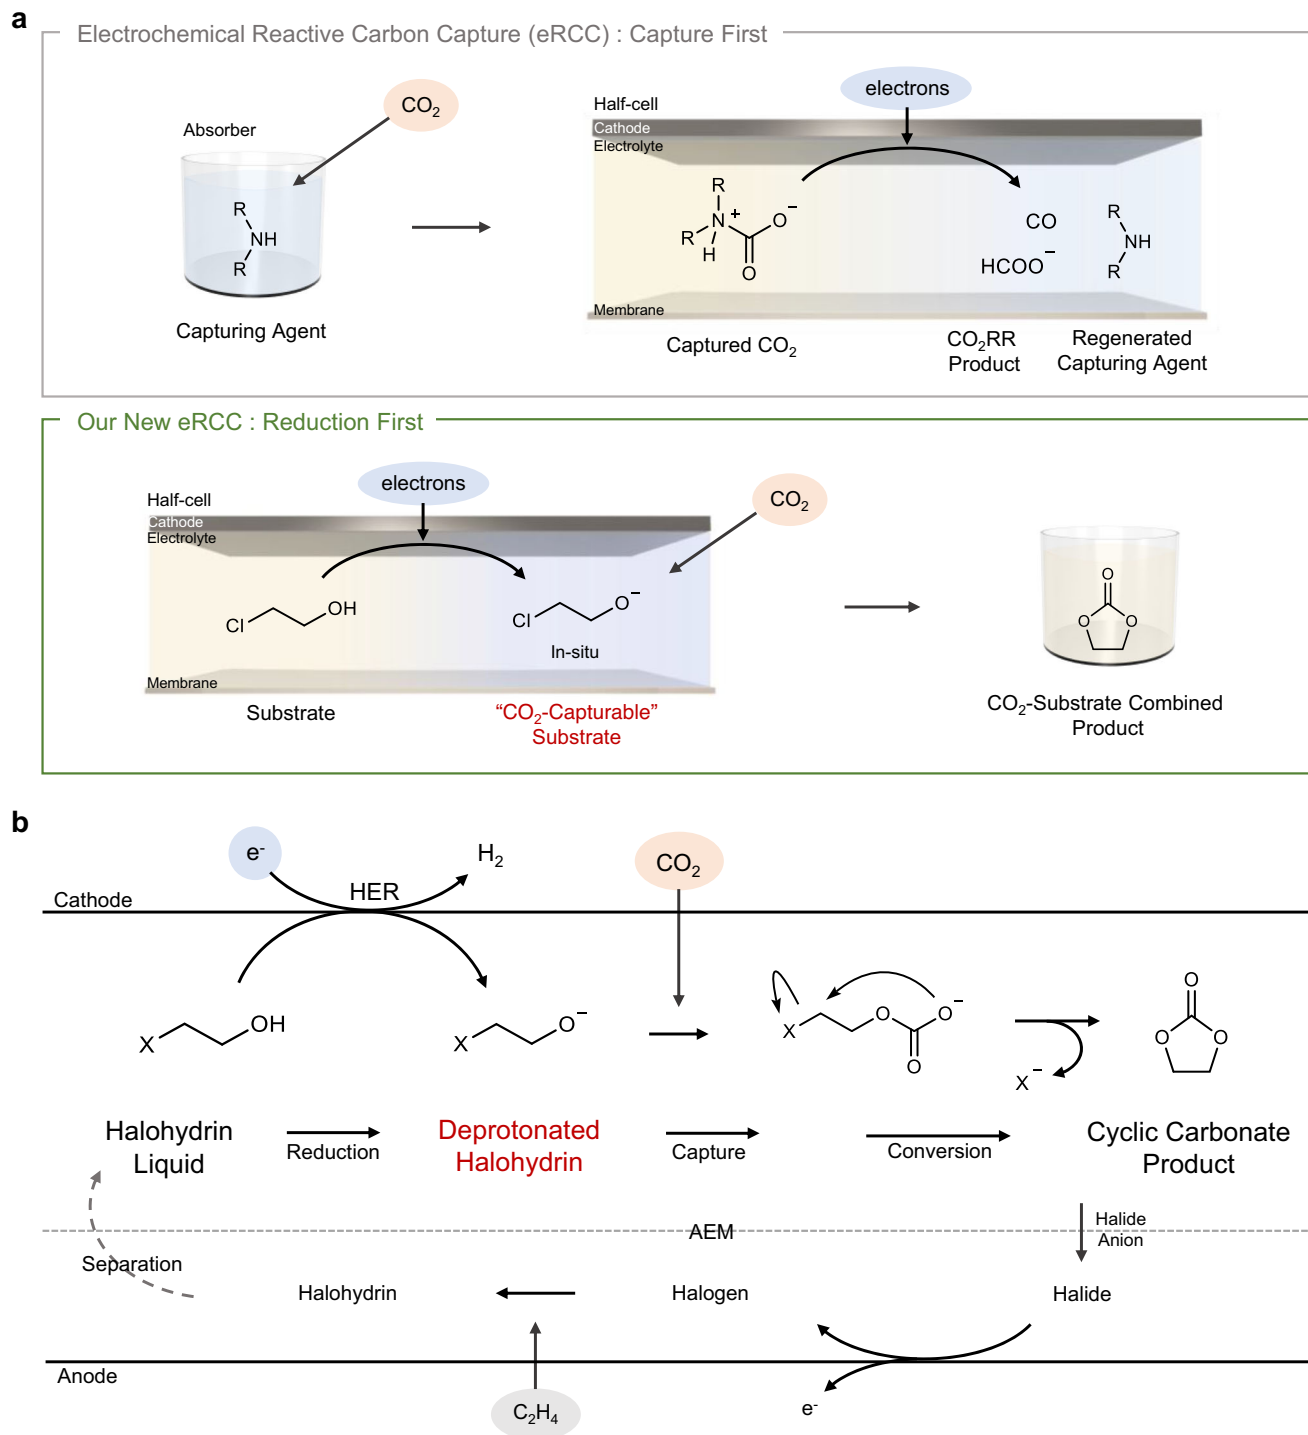 a
Electrochemical Reactive Carbon Capture (eRCC) : Capture First
CO₂
electrons
Absorber
Half-cell
Cathode
Electrolyte
R
NH
R
R
N
+
R
H
O
−
O
CO
HCOO⁻
R
NH
R
Membrane
Capturing Agent
Captured CO₂
CO₂RR
Product
Regenerated
Capturing Agent
Our New eRCC : Reduction First
electrons
CO₂
Half-cell
Cathode
Electrolyte
Cl
OH
Cl
O⁻
In-situ
O
O
O
Membrane
Substrate
“CO₂-Capturable”
Substrate
CO₂-Substrate Combined
Product
b
e⁻
H₂
CO₂
HER
Cathode
X
OH
X
O⁻
X
O
O⁻
O
X⁻
O
O
O
Halohydrin
Liquid
Reduction
Deprotonated
Halohydrin
Capture
Conversion
Cyclic Carbonate
Product
Halide
Anion
AEM
Separation
Halohydrin
Halogen
Halide
Anode
e⁻
C₂H₄